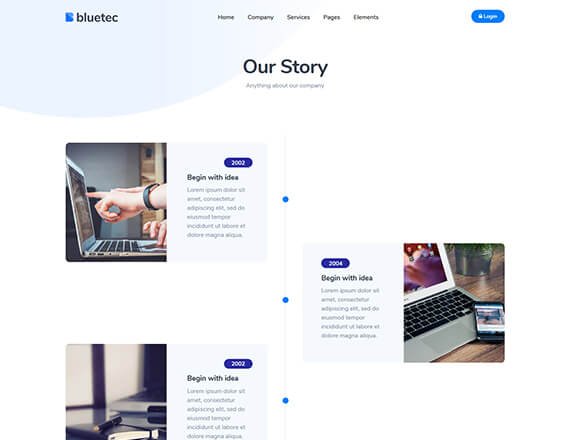 bluetec
Home Company Services Pages Elements
Login
Our Story
Anything about our company
2002
Begin with idea
Lorem ipsum dolor sit
amet, consectetur
adipiscing elit, sed do
eiusmod tempor
incididunt ut labore et
dolore magna aliqua.
2004
Begin with idea
Lorem ipsum dolor sit
amet, consectetur
adipiscing elit, sed do
eiusmod tempor
incididunt ut labore et
dolore magna aliqua.
2002
Begin with idea
Lorem ipsum dolor sit
amet, consectetur
adipiscing elit, sed do
eiusmod tempor
incididunt ut labore et